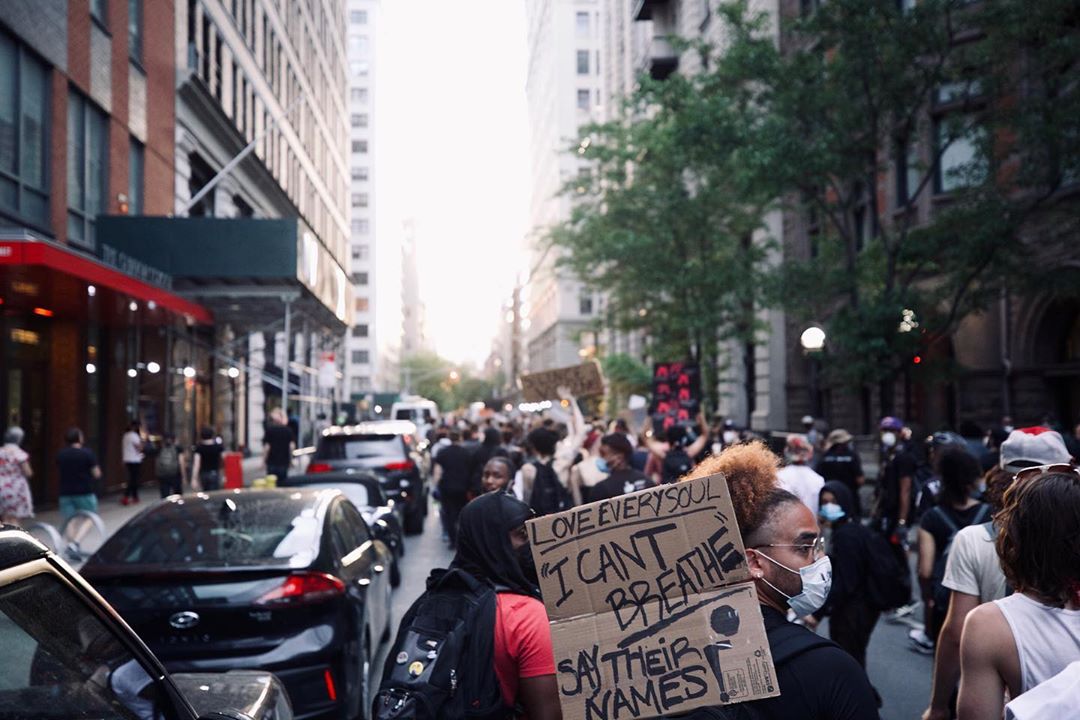 LOVE EVERY SOUL
"I CANT
BREATHE"
SAY THEIR
NAMES!